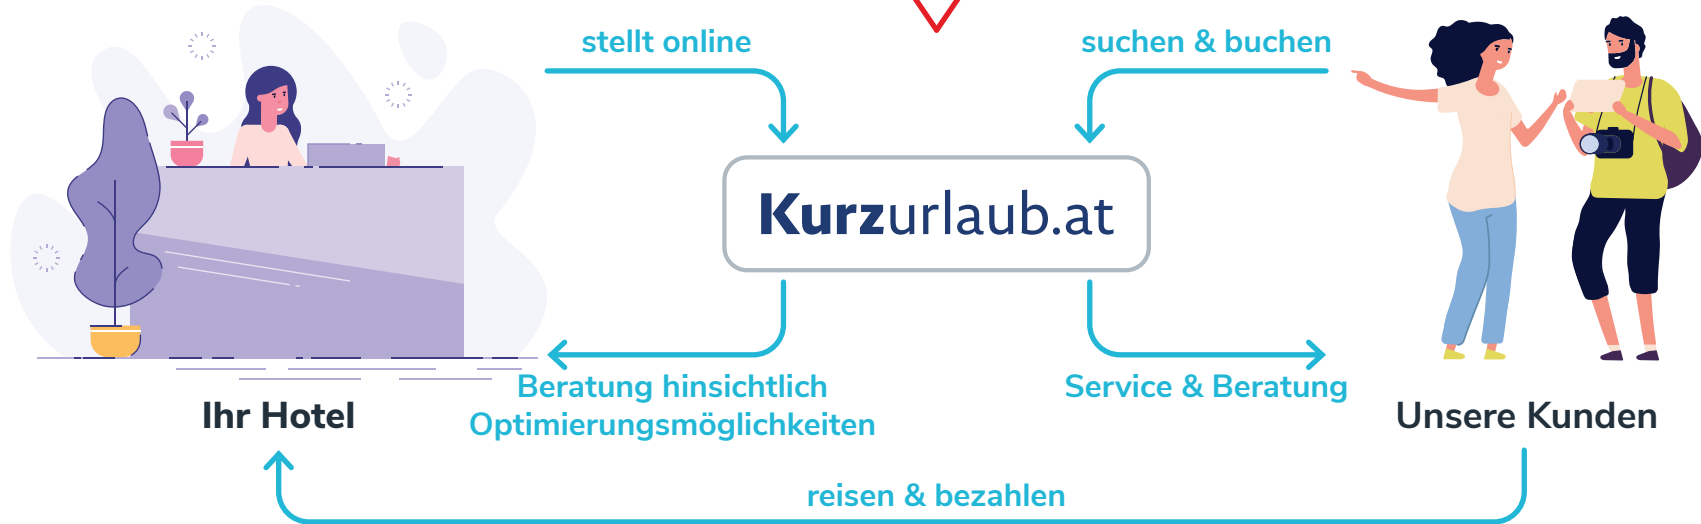 stellt online
suchen & buchen
Kurzurlaub.at
Beratung hinsichtlich
Optimierungsmöglichkeiten
Service & Beratung
Ihr Hotel
Unsere Kunden
reisen & bezahlen